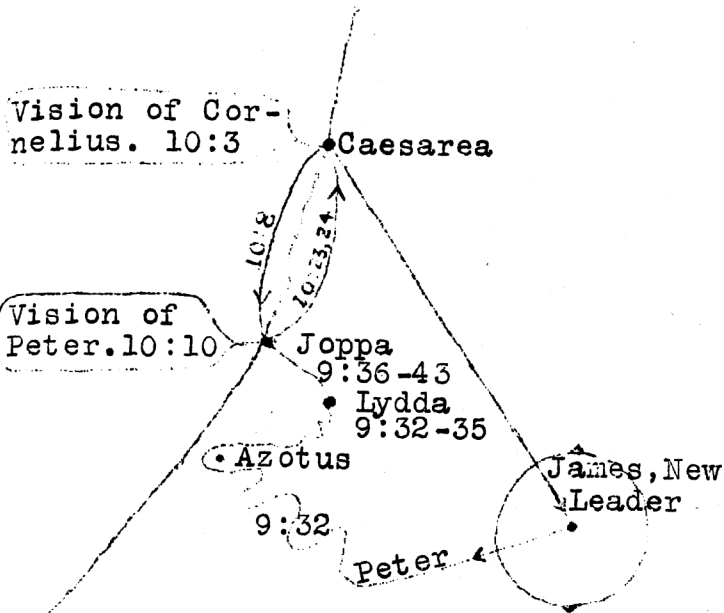 Vision of Cor-
nelius. 10:3
Caesarea
10:8
10:23,24
Vision of
Peter.10:10
Joppa
9:36-43
Lydda
9:32-35
Azotus
James,New
Leader
9:32
Peter